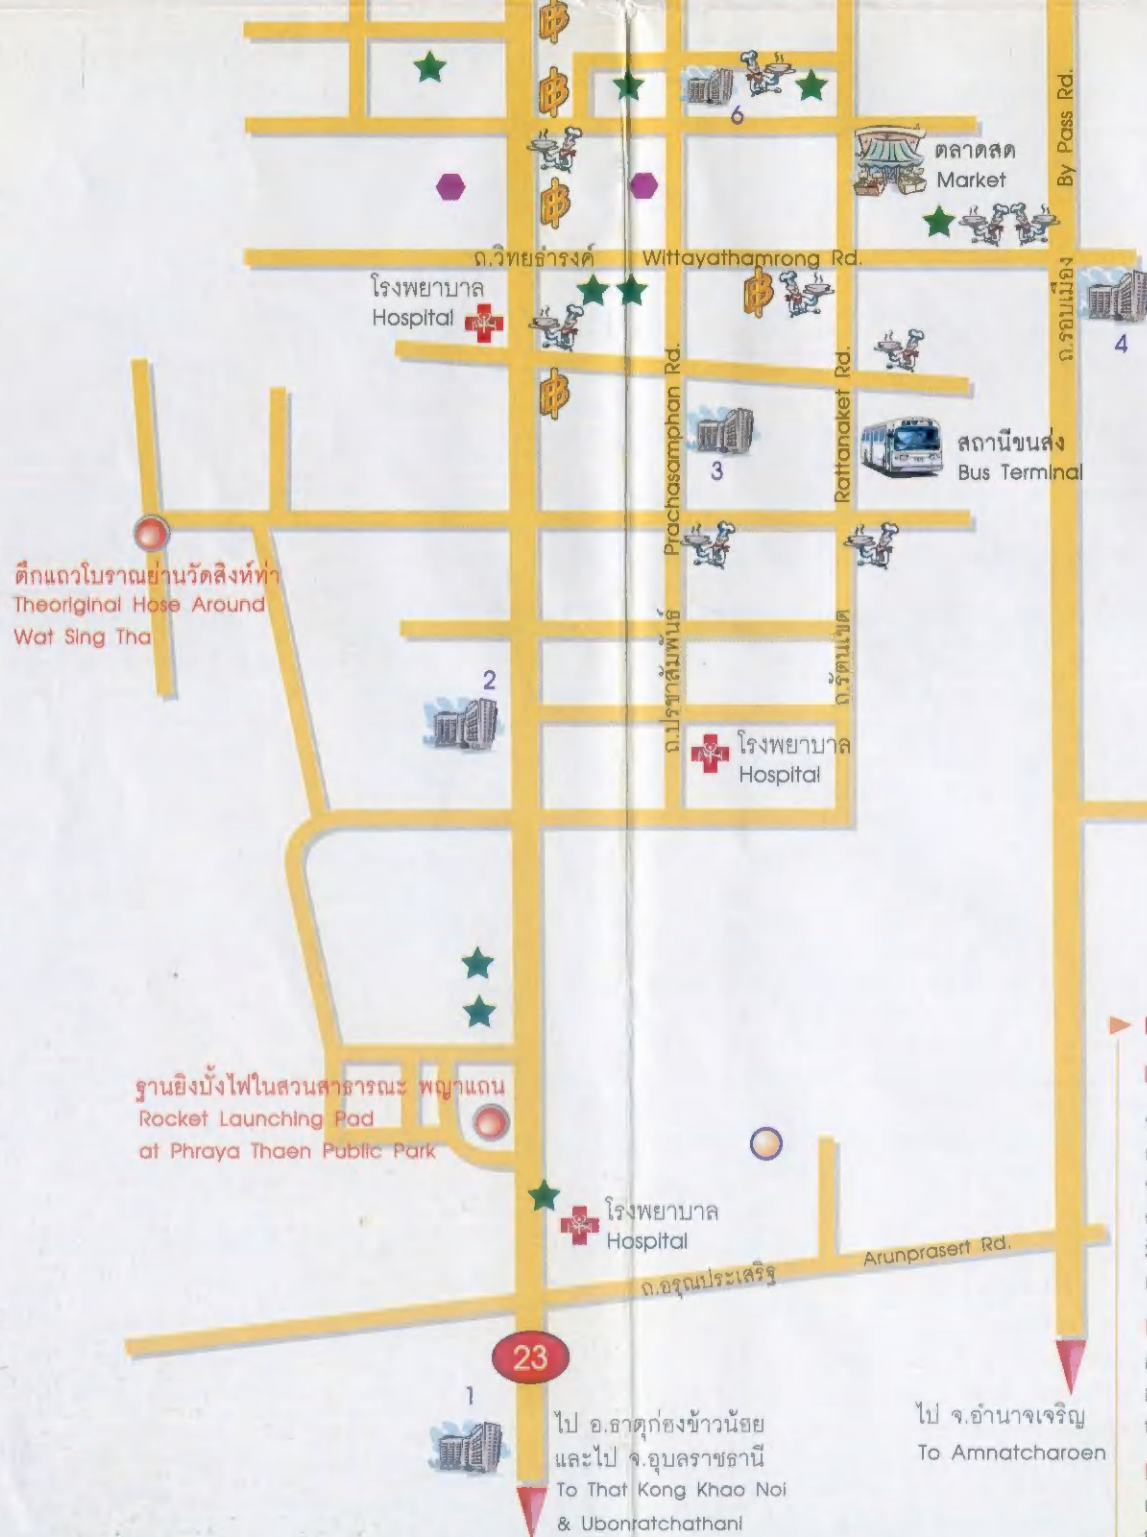 6
By Pass Rd.
ตลาดสด
Market
ถ.วิทยธำรงค์
Wittayathamrong Rd.
โรงพยาบาล
Hospital
ถ.รอบเมือง
4
Prachasamphan Rd.
Rattanaket Rd.
3
สถานีขนส่ง
Bus Terminal
ตึกแถวโบราณย่านวัดสิงห์ท่า
Theoriginal Hose Around
Wat Sing Tha
ถ.ปรชาสัมพันธ์
ถ.รัตนเขต
2
โรงพยาบาล
Hospital
ฐานยิงบั้งไฟในสวนสาธารณะ พญาแถน
Rocket Launching Pad
at Phraya Thaen Public Park
โรงพยาบาล
Hospital
ถ.อรุณประเสริฐ
Arunprasert Rd.
23
1
ไป อ.ธาตุก่องข้าวน้อย
และไป จ.อุบลราชธานี
To That Kong Khao Noi
& Ubonratchathani
ไป จ.อำนาจเจริญ
To Amnatcharoen